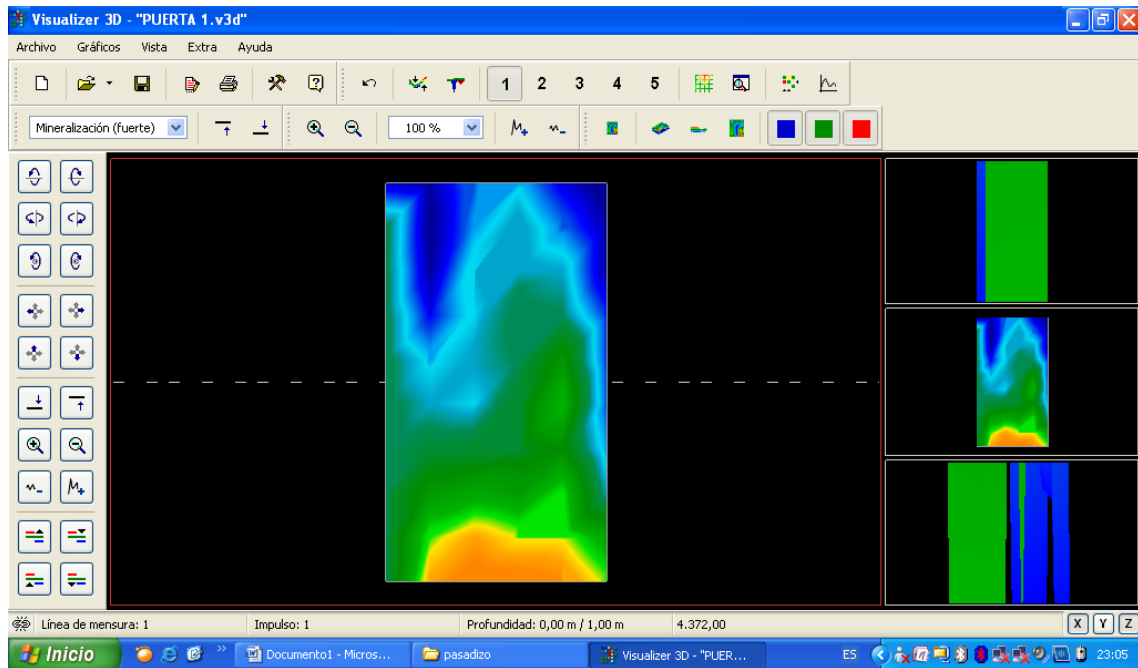 Visualizer 3D - "PUERTA 1.v3d"
Archivo Gráficos Vista Extra Ayuda
1 2 3 4 5
Mineralización (fuerte) 100 %
Línea de mensura: 1 Impulso: 1 Profundidad: 0,00 m / 1,00 m 4.372,00 X Y Z
Inicio Documento1 - Micros... pasadizo Visualizer 3D - "PUER... ES 23:05